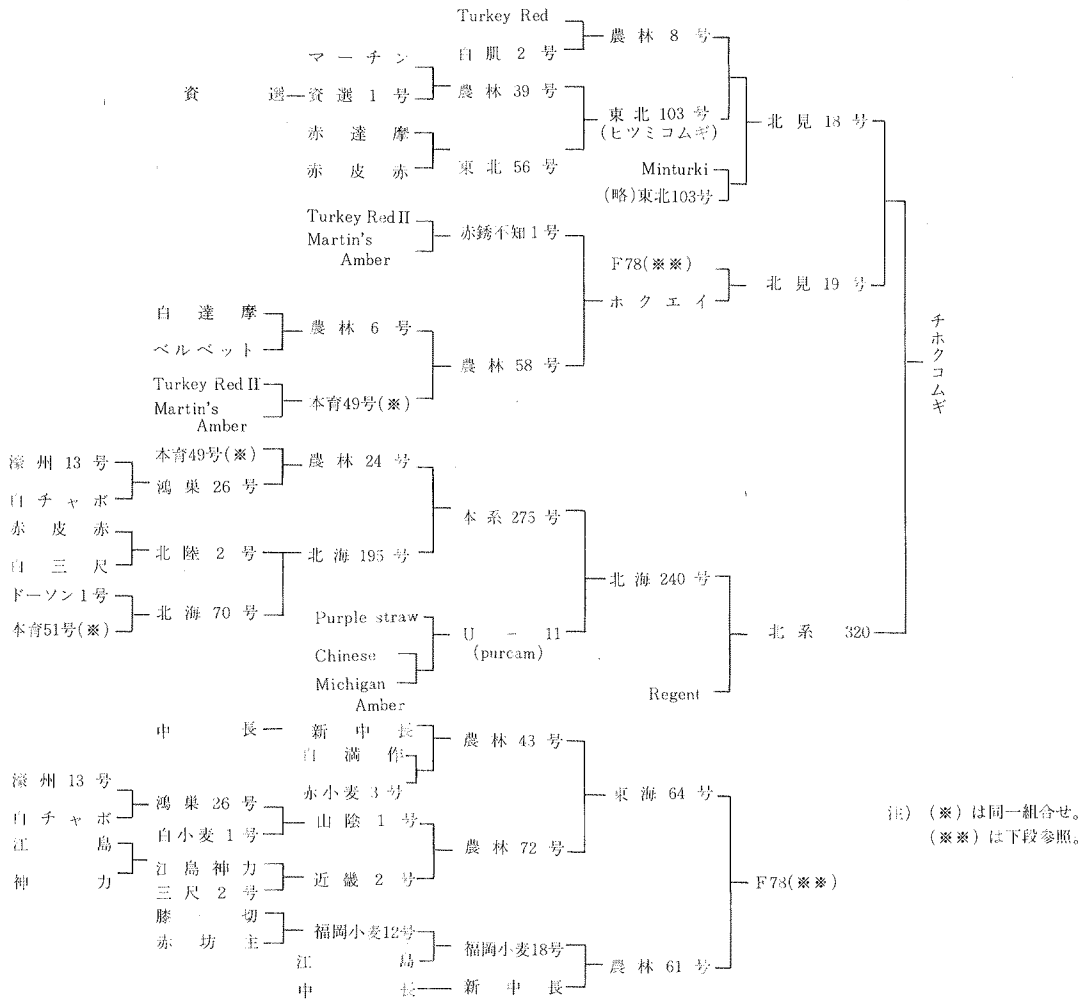 Turkey Red
農林 8 号
白肌 2 号
マーチン
資選
資選 1 号
農林 39 号
赤達摩
赤皮赤
東北 56 号
東北 103 号
(ヒツミコムギ)
北見 18 号
Minturki
(略)東北103号
Turkey Red II
Martin's
Amber
赤銹不知 1 号
F78(※※)
ホクエイ
北見 19 号
白達摩
ベルベット
農林 6 号
農林 58 号
Turkey Red II
Martin's
Amber
本育49号(※)
チホクコムギ
濠州 13 号
白チャボ
本育49号(※)
鴻巣 26 号
農林 24 号
赤皮赤
白三尺
北陸 2 号
ドーソン 1 号
本育51号(※)
北海 70 号
北海 195 号
本系 275 号
Purple straw
Chinese
Michigan
Amber
U － 11
(purcam)
北海 240 号
Regent
北系 320
中長
新中長
白満作
赤小麦 3 号
農林 43 号
濠州 13 号
白チャボ
鴻巣 26 号
白小麦 1 号
山陰 1 号
江島
神力
江島神力
三尺 2 号
近畿 2 号
農林 72 号
東海 64 号
膝切
赤坊主
福岡小麦12号
江島
福岡小麦18号
中長
新中長
農林 61 号
F78(※※)
注) (※)は同一組合せ。
(※※)は下段参照。